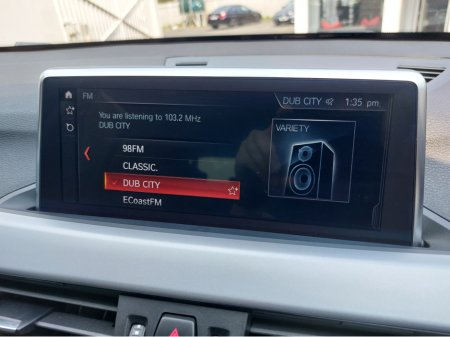 FM
DUB CITY 1:35 pm
You are listening to 103,2 MHz
DUB CITY
VARIETY
98FM
CLASSIC.
DUB CITY
ECoastFM